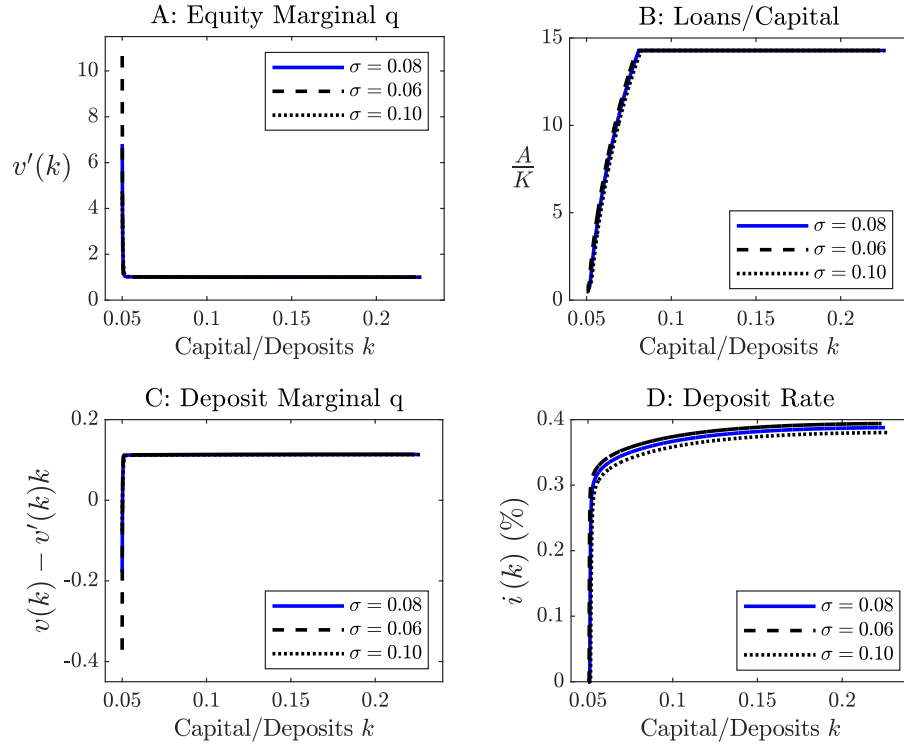 A: Equity Marginal q
v′(k)
10
8
6
4
2
0
0.05 0.1 0.15 0.2
Capital/Deposits k
σ = 0.08
σ = 0.06
σ = 0.10
B: Loans/Capital
A/K
15
10
5
0
0.05 0.1 0.15 0.2
Capital/Deposits k
σ = 0.08
σ = 0.06
σ = 0.10
C: Deposit Marginal q
v(k) − v′(k)k
0.2
0
-0.2
-0.4
0.05 0.1 0.15 0.2
Capital/Deposits k
σ = 0.08
σ = 0.06
σ = 0.10
D: Deposit Rate
i (k) (%)
0.4
0.3
0.2
0.1
0
0.05 0.1 0.15 0.2
Capital/Deposits k
σ = 0.08
σ = 0.06
σ = 0.10